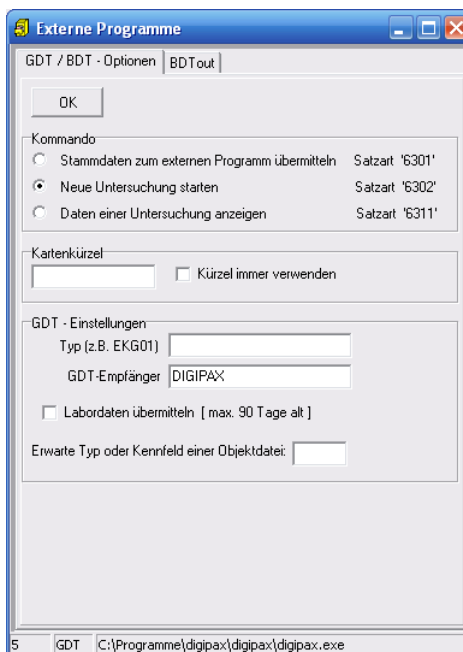 Externe Programme
GDT / BDT - Optionen BDTout
OK
Kommando
Stammdaten zum externen Programm übermitteln Satzart '6301'
Neue Untersuchung starten Satzart '6302'
Daten einer Untersuchung anzeigen Satzart '6311'
Kartenkürzel
Kürzel immer verwenden
GDT - Einstellungen
Typ (z.B. EKG01)
GDT-Empfänger DIGIPAX
Labordaten übermitteln [ max. 90 Tage alt ]
Erwarte Typ oder Kennfeld einer Objektdatei:
5 GDT C:\Programme\digipax\digipax\digipax.exe